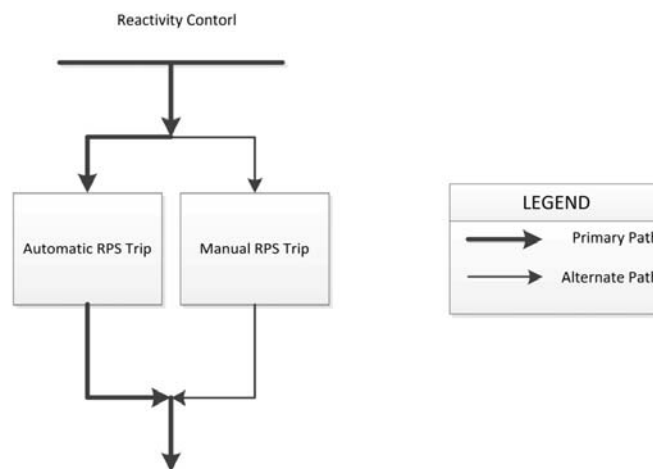 Reactivity Contorl
Automatic RPS Trip
Manual RPS Trip
LEGEND
Primary Path
Alternate Path